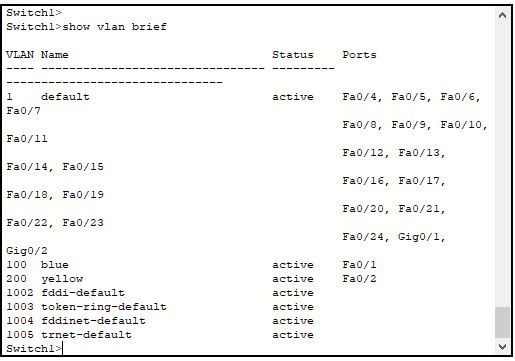 Switch1>
Switch1>show vlan brief
VLAN Name Status Ports
---- -------------------------------- ---------
-------------------------------
1 default active Fa0/4, Fa0/5, Fa0/6,
Fa0/7
Fa0/8, Fa0/9, Fa0/10,
Fa0/11
Fa0/12, Fa0/13,
Fa0/14, Fa0/15
Fa0/16, Fa0/17,
Fa0/18, Fa0/19
Fa0/20, Fa0/21,
Fa0/22, Fa0/23
Fa0/24, Gig0/1,
Gig0/2
100 blue active Fa0/1
200 yellow active Fa0/2
1002 fddi-default active
1003 token-ring-default active
1004 fddinet-default active
1005 trnet-default active
Switch1>